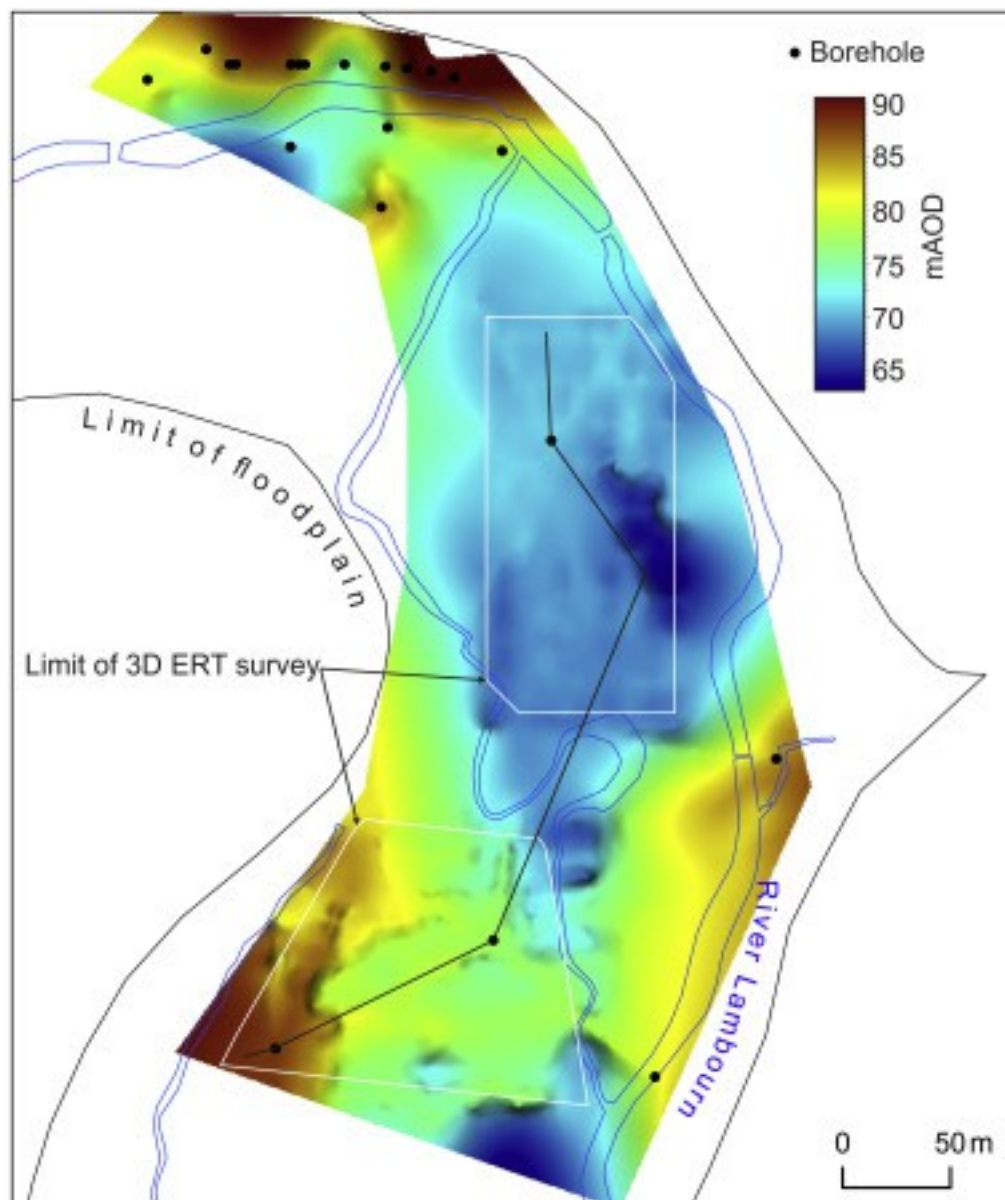 Borehole
90
85
80
75
70
65
mAOD
Limit of floodplain
Limit of 3D ERT survey
River Lambourn
0 50 m